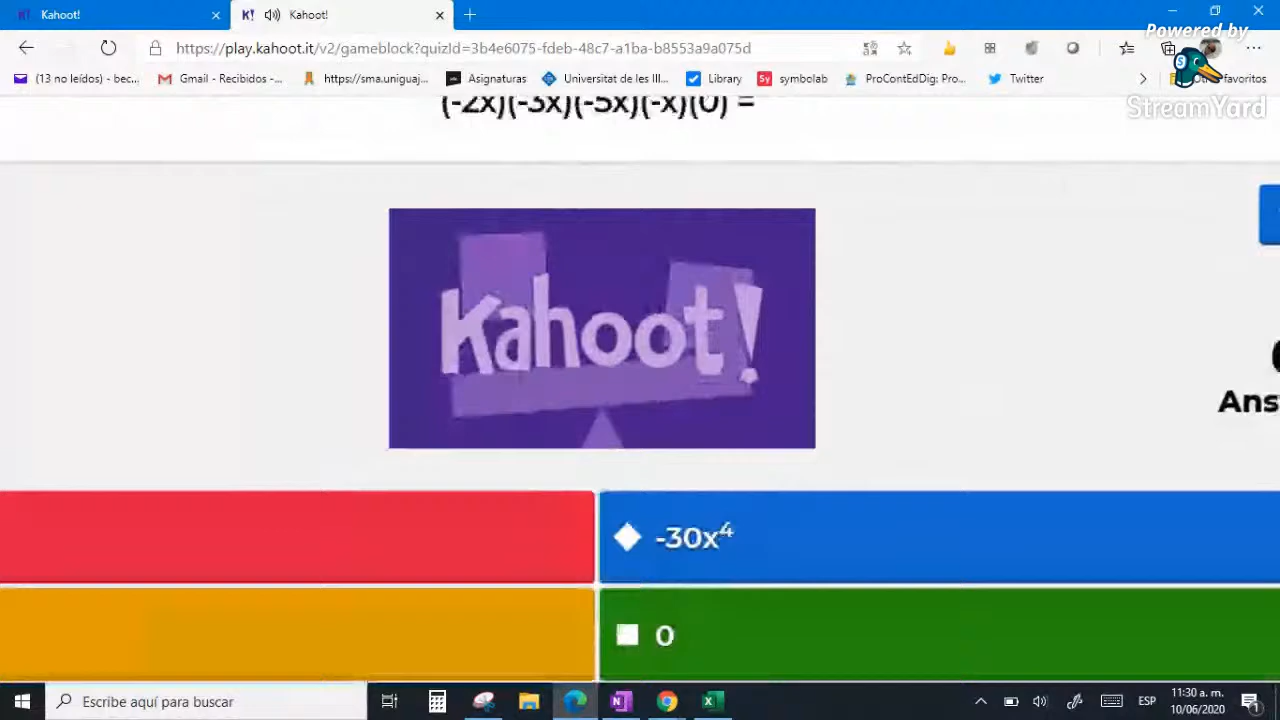 Kahoot!
Kahoot!
Powered by
https://play.kahoot.it/v2/gameblock?quizId=3b4e6075-fdeb-48c7-a1ba-b8553a9a075d
(13 no leídos) - bec...
Gmail - Recibidos -...
https://sma.uniguaj...
Asignaturas
Universitat de les Ill...
Library
Sy symbolab
ProContEdDig: Pro...
Twitter
favoritos
StreamYard
(-2x)(-3x)(-5x)(-x)(0) =
Kahoot!
Ans
-30x⁴
0
Escribe aquí para buscar
ESP
11:30 a. m.
10/06/2020